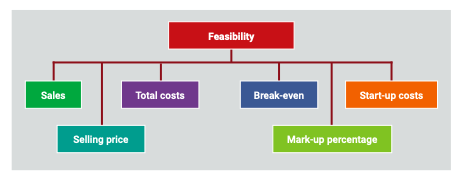 Feasibility
Sales
Total costs
Break-even
Start-up costs
Selling price
Mark-up percentage